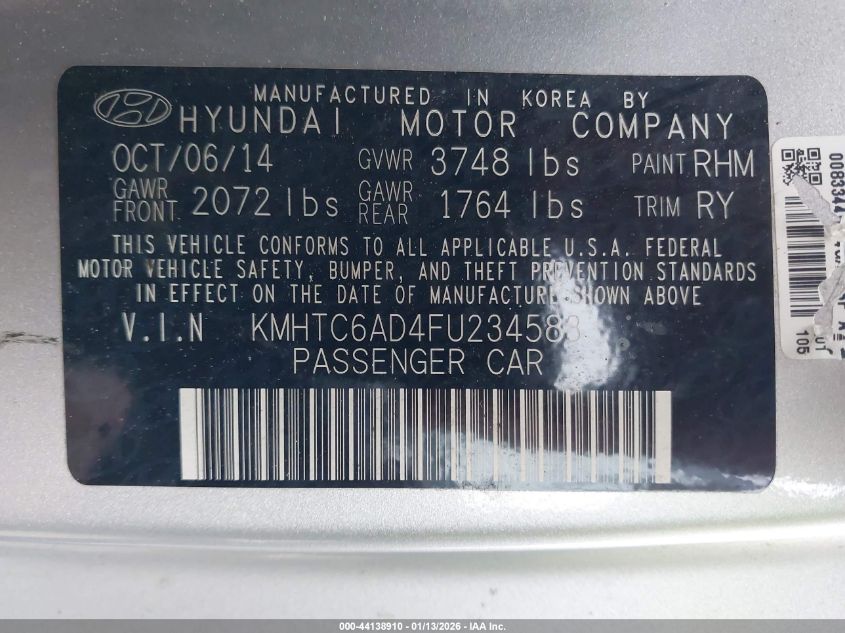 MANUFACTURED IN KOREA BY
HYUNDAI MOTOR COMPANY
OCT/06/14 GVWR 3748 lbs PAINT RHM
GAWR FRONT 2072 lbs GAWR REAR 1764 lbs TRIM RY
THIS VEHICLE CONFORMS TO ALL APPLICABLE U.S.A. FEDERAL
MOTOR VEHICLE SAFETY, BUMPER, AND THEFT PREVENTION STANDARDS
IN EFFECT ON THE DATE OF MANUFACTURE SHOWN ABOVE.
V.I.N KMHTC6AD4FU234583
PASSENGER CAR
105
000-44138910 - 01/13/2026 - IAA Inc.